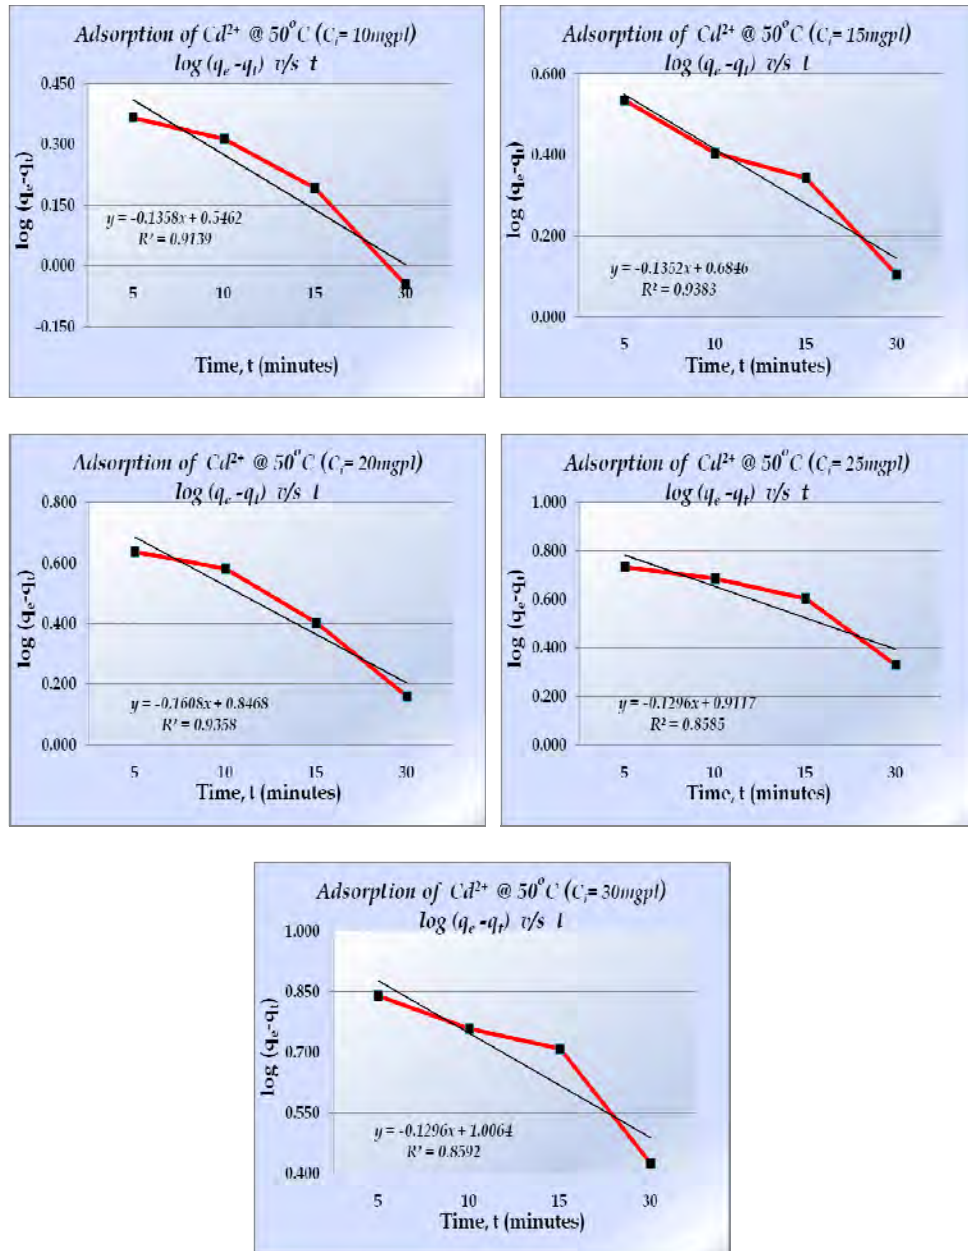 Adsorption of Cd²⁺ @ 50°C (Cᵢ= 10mgpl)
log (qₑ -qₜ) v/s t
0.450
0.300
0.150
0.000
-0.150
log (qₑ-qₜ)
y = -0.1358x + 0.5462
R² = 0.9139
5 10 15 30
Time, t (minutes)
Adsorption of Cd²⁺ @ 50°C (Cᵢ= 15mgpl)
log (qₑ -qₜ) v/s t
0.600
0.400
0.200
0.000
log (qₑ-qₜ)
y = -0.1352x + 0.6846
R² = 0.9383
5 10 15 30
Time, t (minutes)
Adsorption of Cd²⁺ @ 50°C (Cᵢ= 20mgpl)
log (qₑ -qₜ) v/s t
0.800
0.600
0.400
0.200
0.000
log (qₑ-qₜ)
y = -0.1608x + 0.8468
R² = 0.9358
5 10 15 30
Time, t (minutes)
Adsorption of Cd²⁺ @ 50°C (Cᵢ= 25mgpl)
log (qₑ -qₜ) v/s t
1.000
0.800
0.600
0.400
0.200
0.000
log (qₑ-qₜ)
y = -0.1296x + 0.9117
R² = 0.8585
5 10 15 30
Time, t (minutes)
Adsorption of Cd²⁺ @ 50°C (Cᵢ= 30mgpl)
log (qₑ -qₜ) v/s t
1.000
0.850
0.700
0.550
0.400
log (qₑ-qₜ)
y = -0.1296x + 1.0064
R² = 0.8592
5 10 15 30
Time, t (minutes)